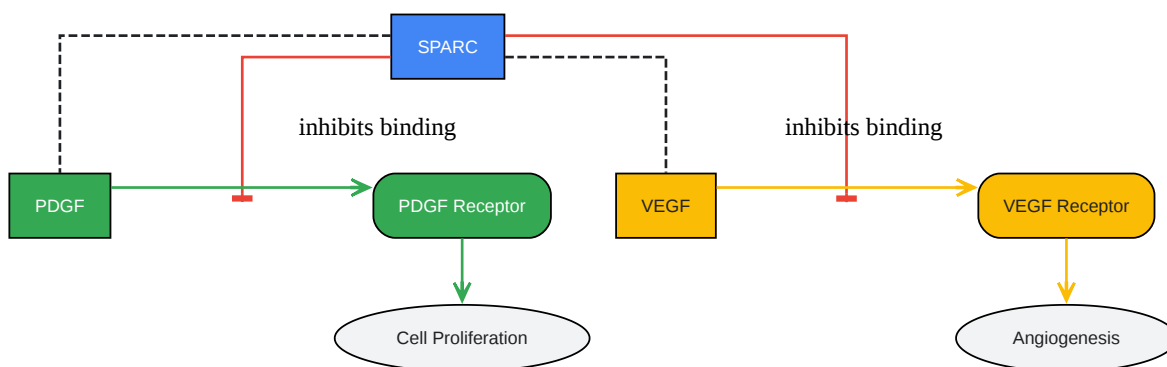 SPARC
inhibits binding
inhibits binding
PDGF
PDGF Receptor
VEGF
VEGF Receptor
Cell Proliferation
Angiogenesis